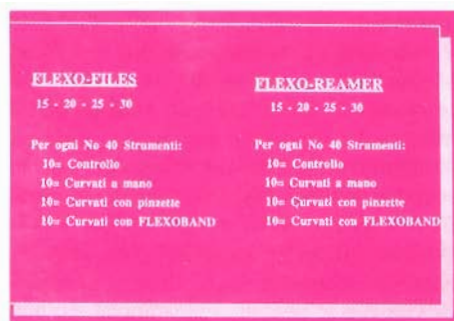 FLEXO-FILES
15 - 20 - 25 - 30
Per ogni No 40 Strumenti:
10= Controllo
10= Curvati a mano
10= Curvati con pinzette
10= Curvati con FLEXOBAND
FLEXO-REAMER
15 - 20 - 25 - 30
Per ogni No 40 Strumenti:
10= Controllo
10= Curvati a mano
10= Curvati con pinzette
10= Curvati con FLEXOBAND